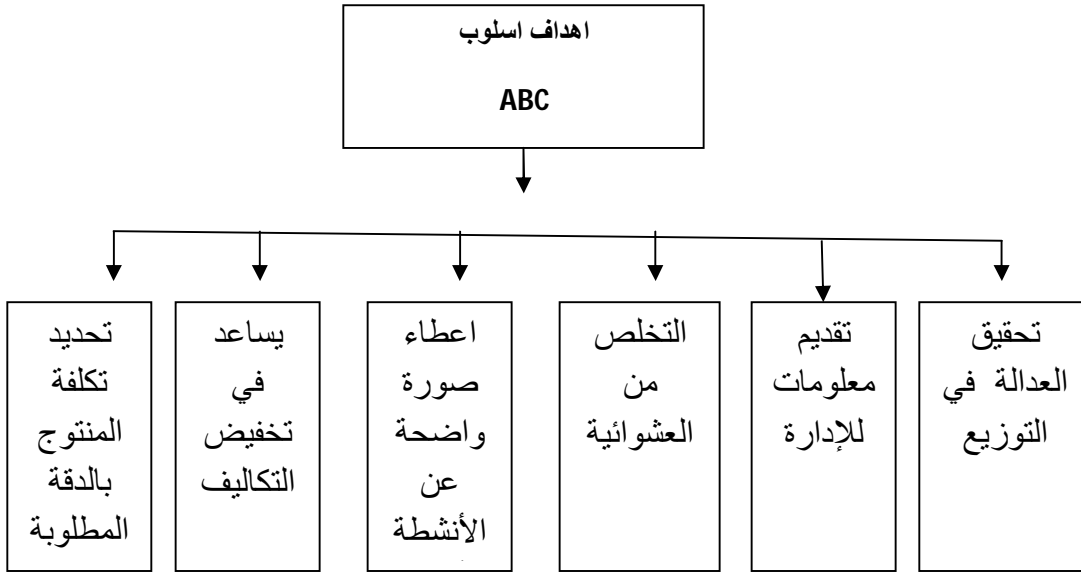 اهداف اسلوب
ABC
تحقيق
العدالة في
التوزيع
تقديم
معلومات
للإدارة
التخلص
من
العشوائية
اعطاء
صورة
واضحة
عن
الأنشطة
يساعد
في
تخفيض
التكاليف
تحديد
تكلفة
المنتوج
بالدقة
المطلوبة